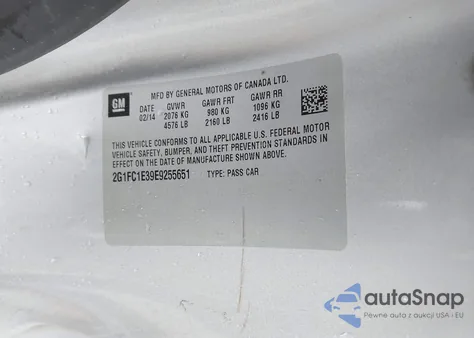 GM
MFD BY GENERAL MOTORS OF CANADA LTD.
DATE GVWR GAWR FRT GAWR RR
02/14 2076 KG 980 KG 1096 KG
4576 LB 2160 LB 2416 LB
THIS VEHICLE CONFORMS TO ALL APPLICABLE U.S. FEDERAL MOTOR
VEHICLE SAFETY, BUMPER, AND THEFT PREVENTION STANDARDS
IN EFFECT ON THE DATE OF MANUFACTURE SHOWN ABOVE.
2G1FC1E39E9255651 TYPE: PASS CAR
autoSnap
Pewne auta z aukcji USA i EU